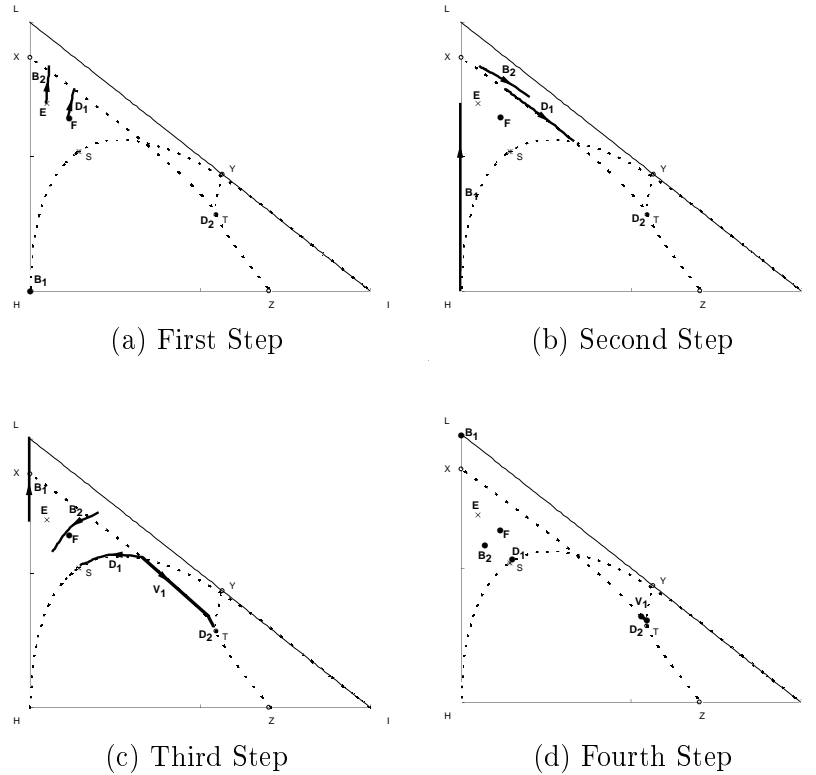 L
X
B2
E
D1
F
S
Y
D2 T
B1
H Z I
(a) First Step
L
X
B2
E
D1
F
S
Y
B1
D2 T
H Z
(b) Second Step
L
X
B1
E
B2
F
S
D1
Y
V1
D2 T
H Z I
(c) Third Step
L
B1
X
E
F
B2
D1
S
Y
V1
D2 T
H Z
(d) Fourth Step